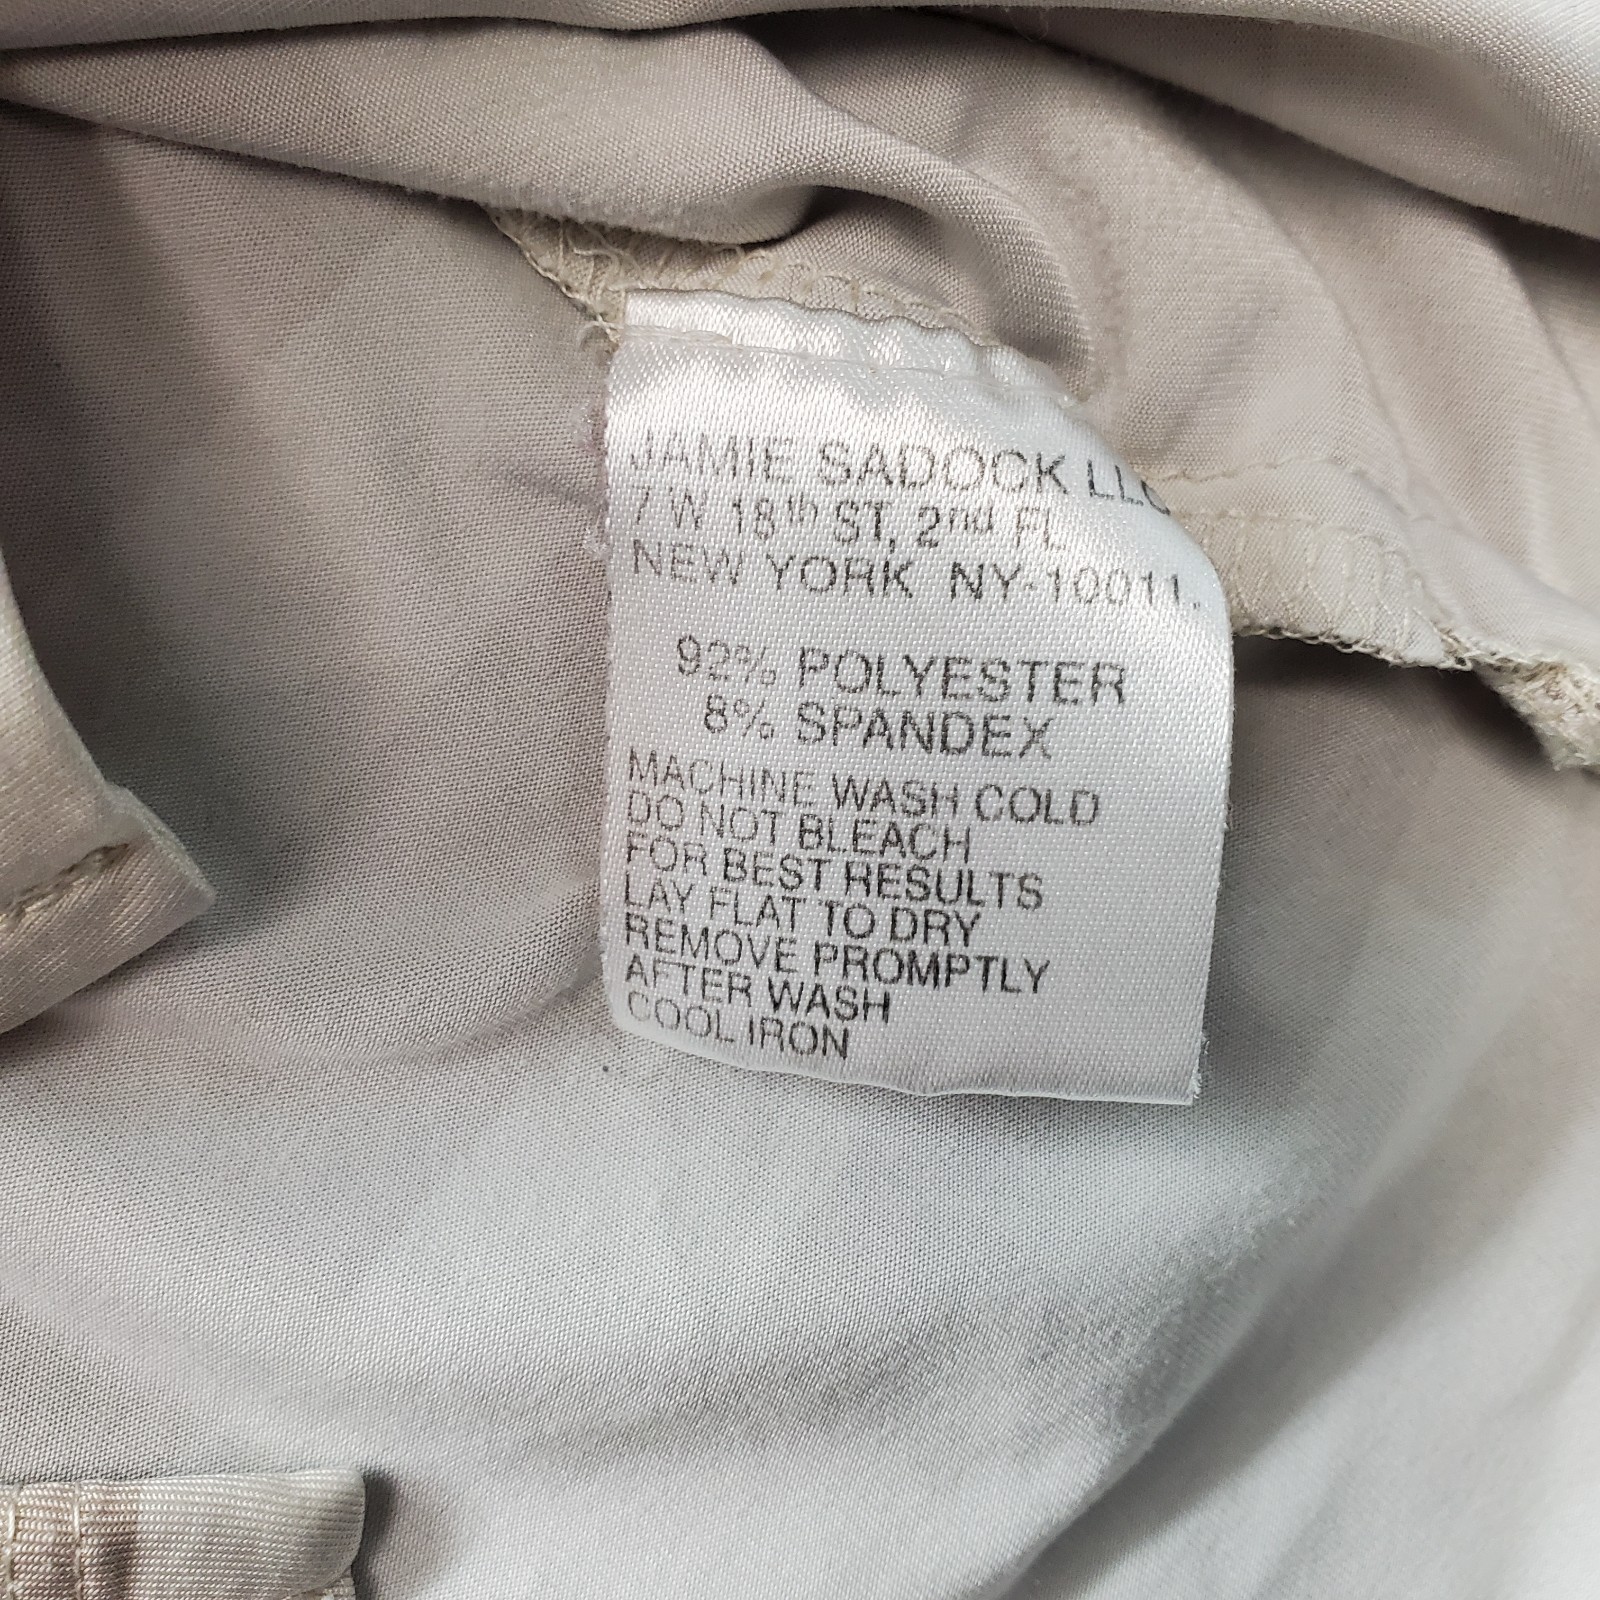 JAMIE SADOCK LLC
7 W 18th ST, 2nd FL
NEW YORK NY-10011.
92% POLYESTER
8% SPANDEX
MACHINE WASH COLD
DO NOT BLEACH
FOR BEST RESULTS
LAY FLAT TO DRY
REMOVE PROMPTLY
AFTER WASH
COOL IRON